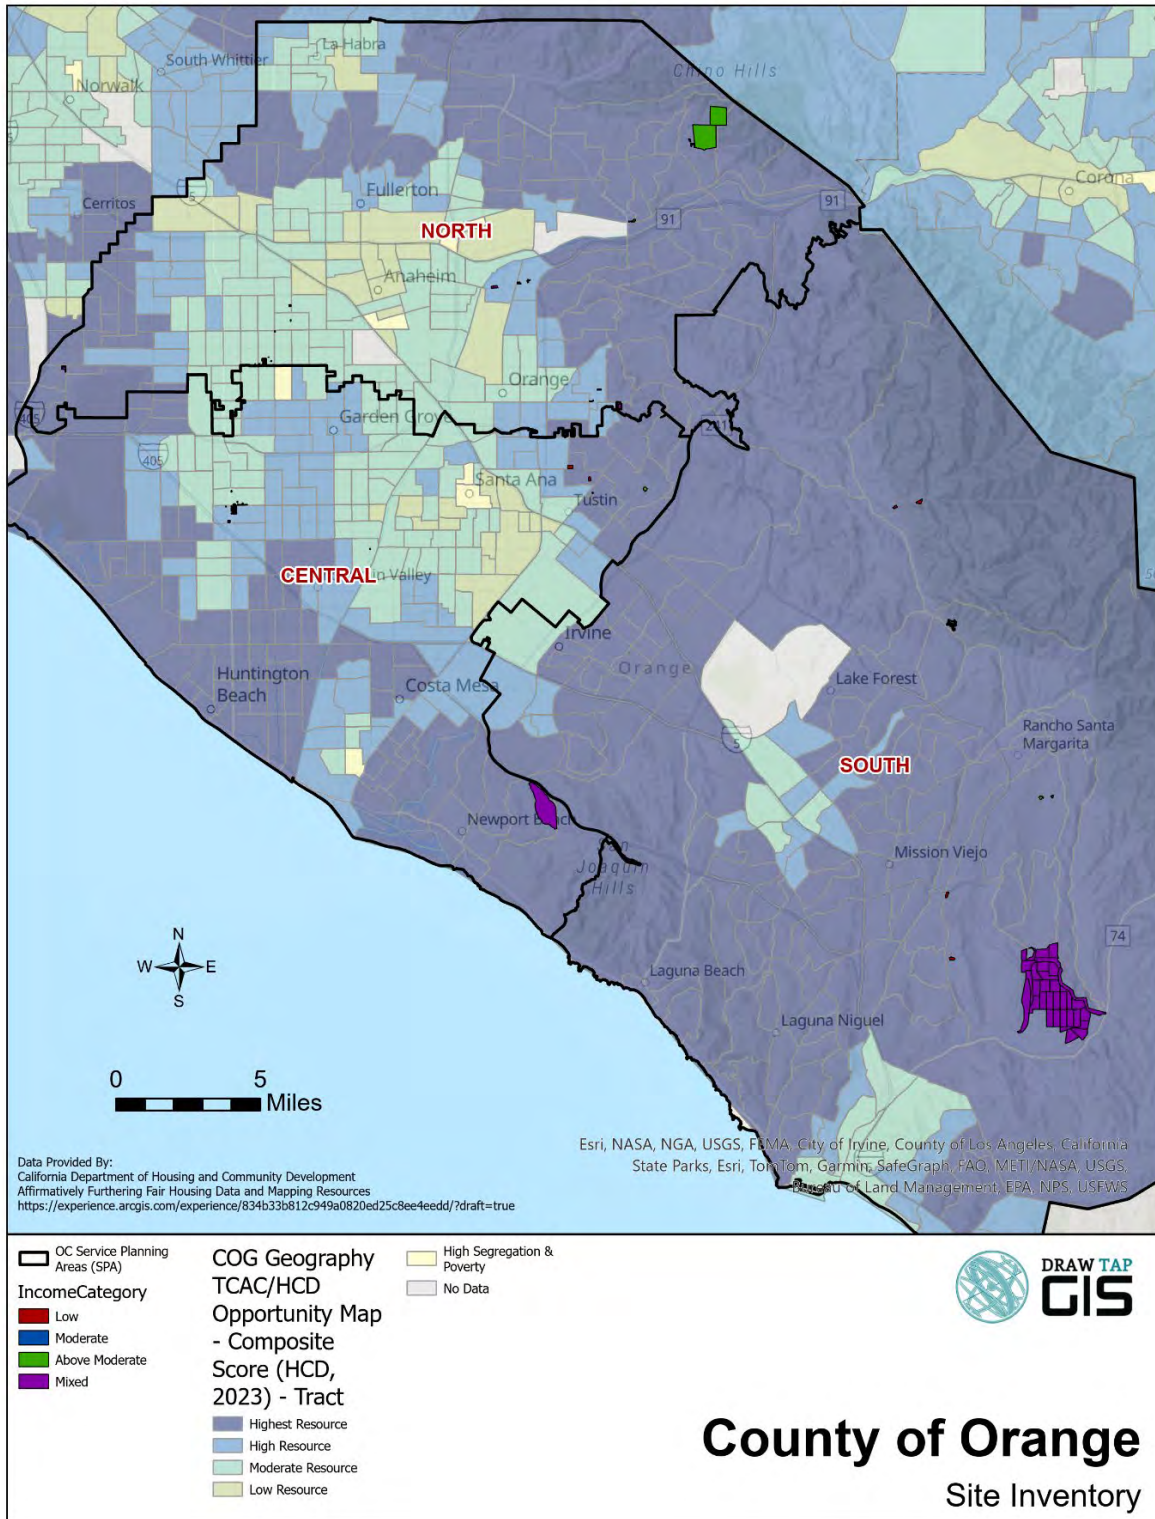 South Whittier
La Habra
Norwalk
Chino Hills
Corona
Cerritos
5
Fullerton
91
91
NORTH
Anaheim
Orange
405
Garden Grov
241
405
Santa Ana
Tustin
CENTRAL
n Valley
Irvine
Orange
Huntington
Beach
Costa Mesa
Lake Forest
5
Rancho Santa
Margarita
SOUTH
Newport Beach
San
Joaquin
Hills
Mission Viejo
74
N
W E
S
Laguna Beach
Laguna Niguel
0 5
Miles
Esri, NASA, NGA, USGS, FEMA, City of Irvine, County of Los Angeles, California
State Parks, Esri, TomTom, Garmin, SafeGraph, FAO, METI/NASA, USGS,
Bureau of Land Management, EPA, NPS, USFWS
Data Provided By:
California Department of Housing and Community Development
Affirmatively Furthering Fair Housing Data and Mapping Resources
https://experience.arcgis.com/experience/834b33b812c949a0820ed25c8ee4eedd/?draft=true
OC Service Planning
Areas (SPA)
IncomeCategory
Low
Moderate
Above Moderate
Mixed
COG Geography
TCAC/HCD
Opportunity Map
- Composite
Score (HCD,
2023) - Tract
Highest Resource
High Resource
Moderate Resource
Low Resource
High Segregation &
Poverty
No Data
DRAW TAP
GIS
County of Orange
Site Inventory